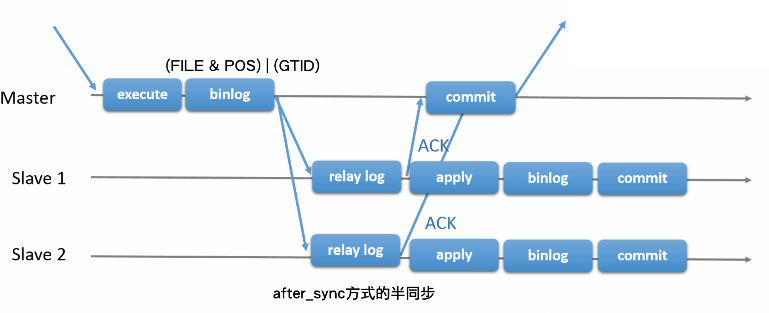 (FILE & POS) | (GTID)
Master
execute
binlog
commit
ACK
Slave 1
relay log
apply
binlog
commit
ACK
Slave 2
relay log
apply
binlog
commit
after_sync方式的半同步